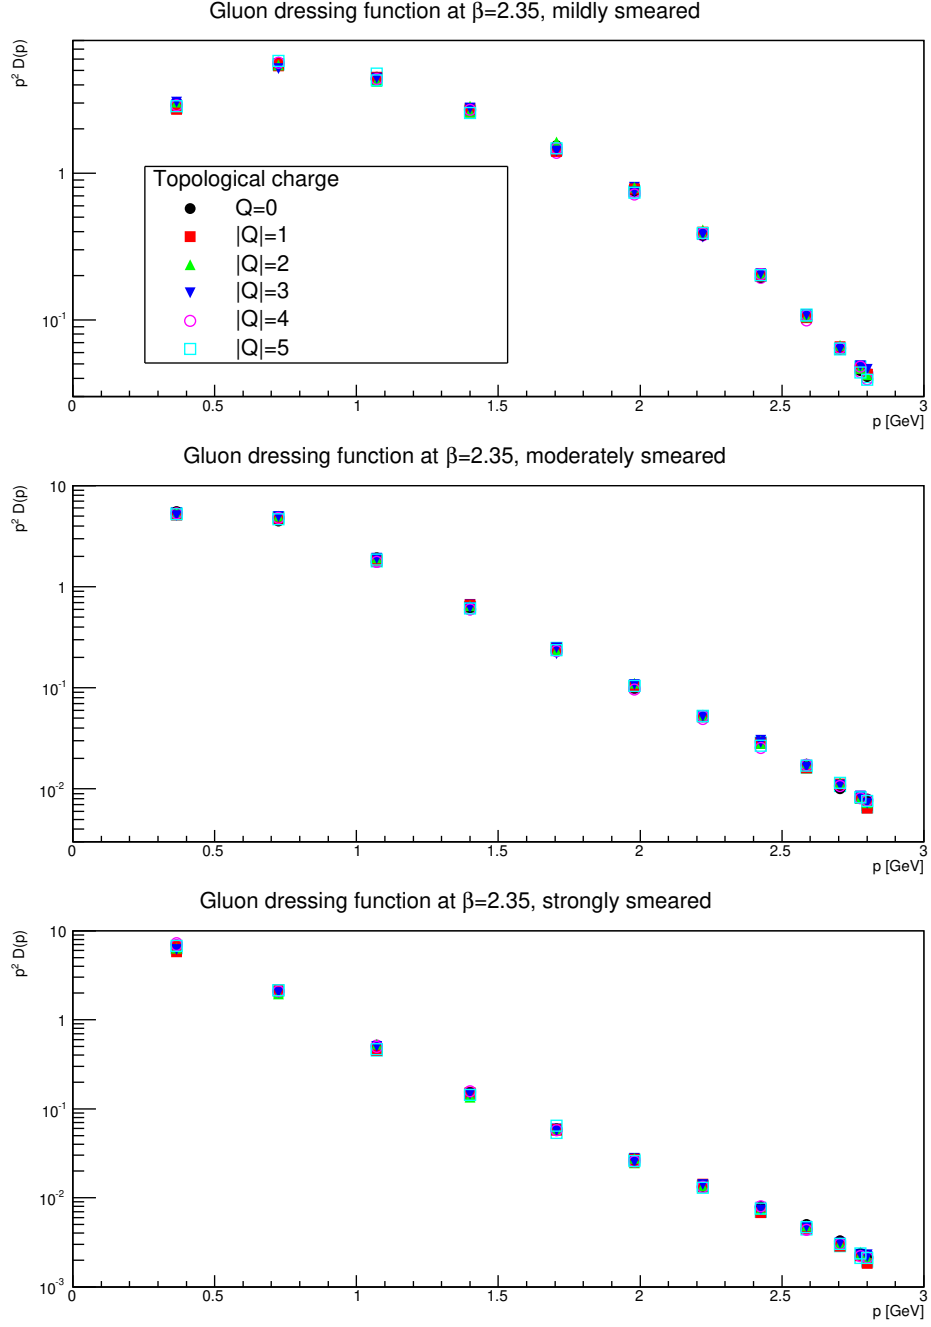 Gluon dressing function at β=2.35, mildly smeared
p² D(p)
1
10⁻¹
Topological charge
Q=0
|Q|=1
|Q|=2
|Q|=3
|Q|=4
|Q|=5
0 0.5 1 1.5 2 2.5 3
p [GeV]
Gluon dressing function at β=2.35, moderately smeared
p² D(p)
10
1
10⁻¹
10⁻²
0 0.5 1 1.5 2 2.5 3
p [GeV]
Gluon dressing function at β=2.35, strongly smeared
p² D(p)
10
1
10⁻¹
10⁻²
10⁻³
0 0.5 1 1.5 2 2.5 3
p [GeV]